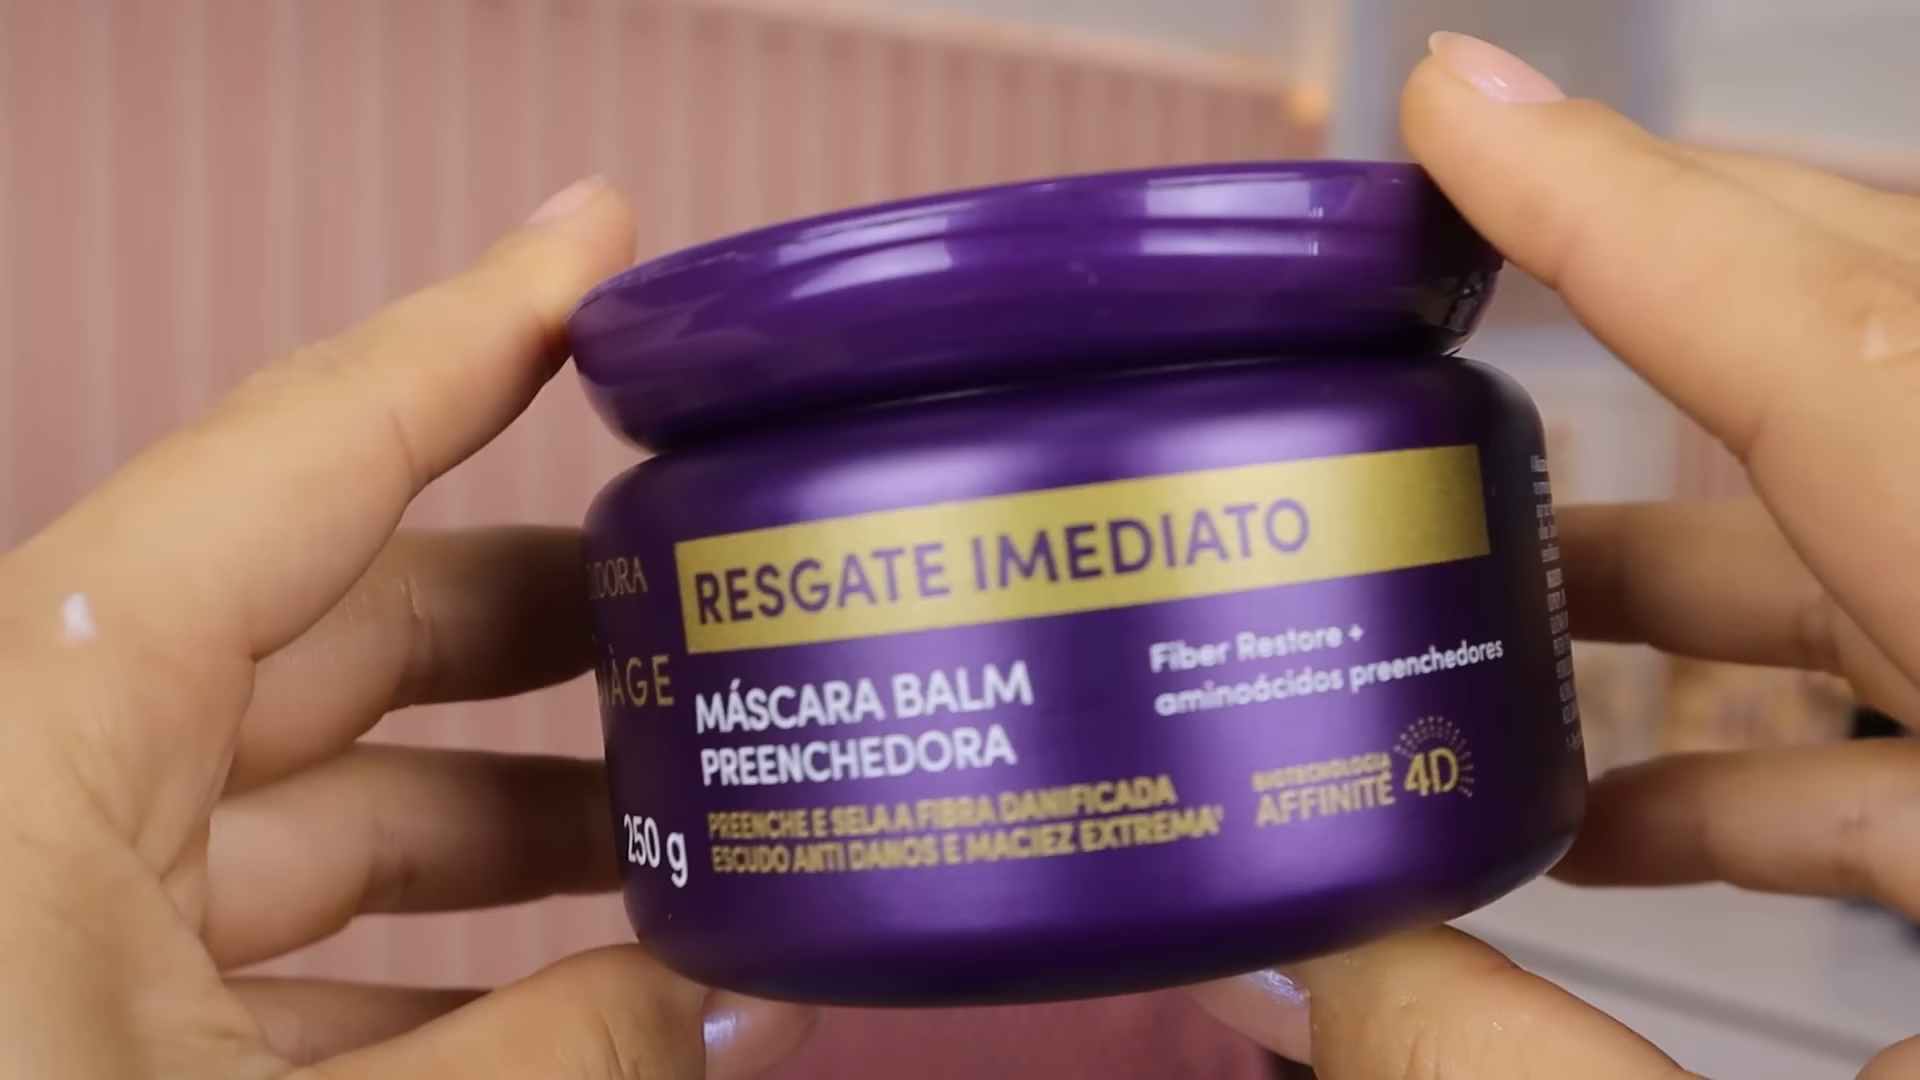 RESGATE IMEDIATO
MÁSCARA BALM
PREENCHEDORA
PREENCHE E SELA A FIBRA DANIFICADA
ESCUDO ANTI DANOS E MACIEZ EXTREMA¹
Fiber Restore +
aminoácidos preenchedores
BIOTECNOLOGIA
AFFINITÉ 4D
250 g